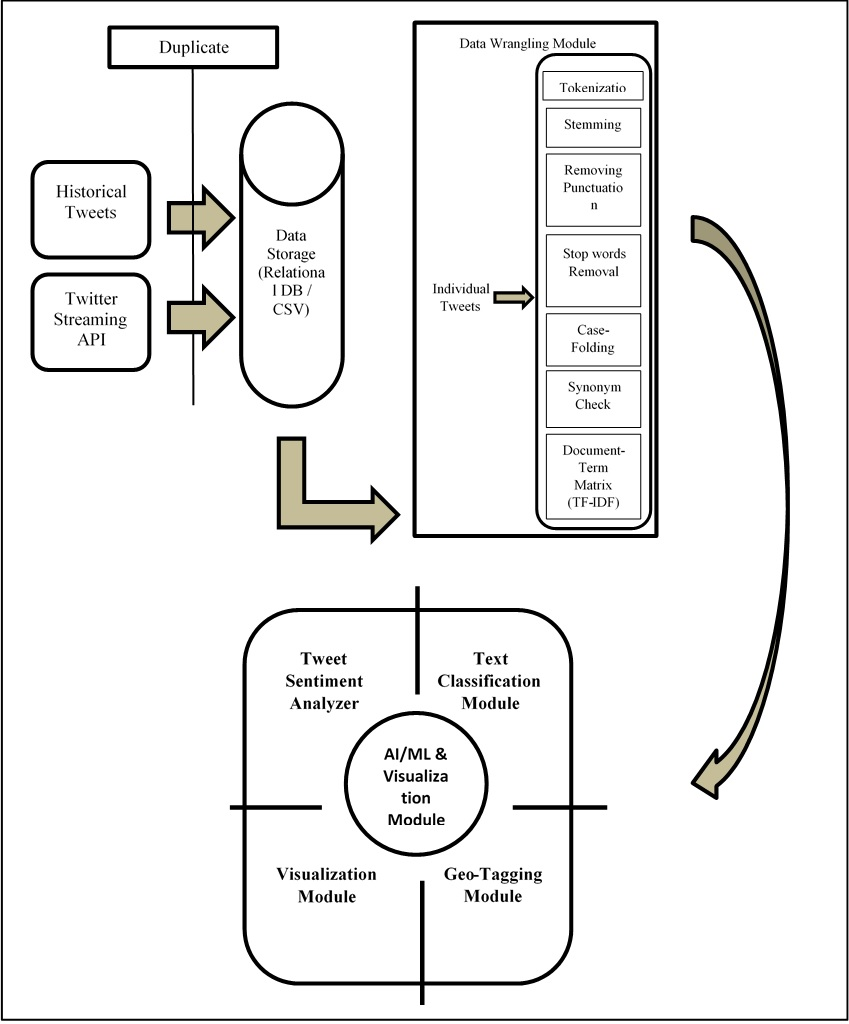 Duplicate
Historical
Tweets
Twitter
Streaming
API
Data
Storage
(Relationa
l DB /
CSV)
Data Wrangling Module
Individual
Tweets
Tokenizatio
Stemming
Removing
Punctuatio
n
Stop words
Removal
Case-
Folding
Synonym
Check
Document-
Term
Matrix
(TF-IDF)
Tweet
Sentiment
Analyzer
Text
Classification
Module
AI/ML &
Visualiza
tion
Module
Visualization
Module
Geo-Tagging
Module